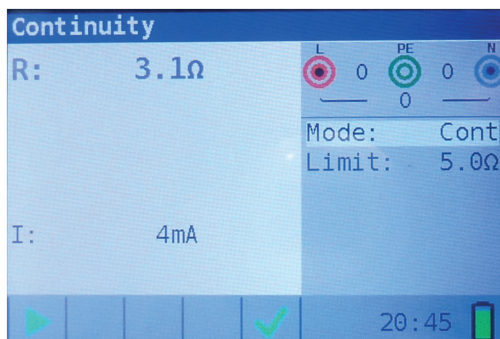 Continuity
R: 3.1Ω
L PE N
0 0
0
Mode: Cont
Limit: 5.0Ω
I: 4mA
20:45